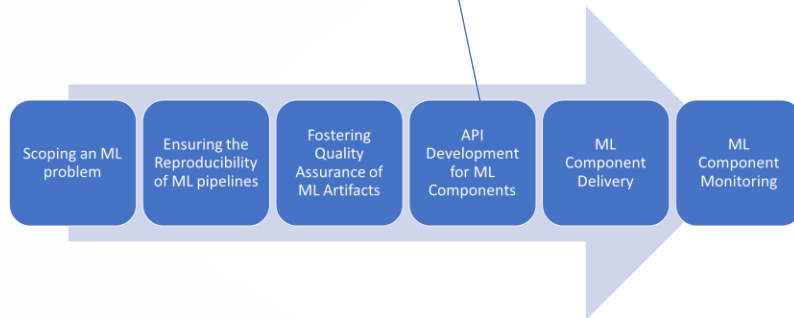 Scoping an ML
problem
Ensuring the
Reproducibility
of ML pipelines
Fostering
Quality
Assurance of
ML Artifacts
API
Development
for ML
Components
ML
Component
Delivery
ML
Component
Monitoring